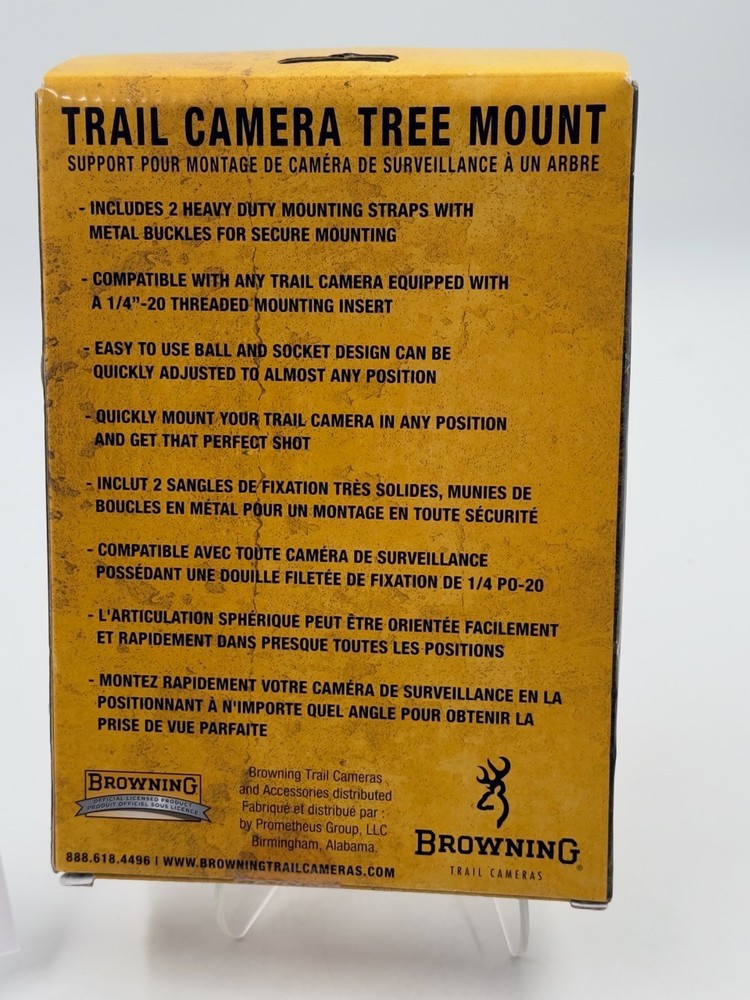 TRAIL CAMERA TREE MOUNT
SUPPORT POUR MONTAGE DE CAMÉRA DE SURVEILLANCE À UN ARBRE
- INCLUDES 2 HEAVY DUTY MOUNTING STRAPS WITH
METAL BUCKLES FOR SECURE MOUNTING
- COMPATIBLE WITH ANY TRAIL CAMERA EQUIPPED WITH
A 1/4"-20 THREADED MOUNTING INSERT
- EASY TO USE BALL AND SOCKET DESIGN CAN BE
QUICKLY ADJUSTED TO ALMOST ANY POSITION
- QUICKLY MOUNT YOUR TRAIL CAMERA IN ANY POSITION
AND GET THAT PERFECT SHOT
- INCLUT 2 SANGLES DE FIXATION TRÈS SOLIDES, MUNIES DE
BOUCLES EN MÉTAL POUR UN MONTAGE EN TOUTE SÉCURITÉ
- COMPATIBLE AVEC TOUTE CAMÉRA DE SURVEILLANCE
POSSÉDANT UNE DOUILLE FILETÉE DE FIXATION DE 1/4 PO-20
- L'ARTICULATION SPHÉRIQUE PEUT ÊTRE ORIENTÉE FACILEMENT
ET RAPIDEMENT DANS PRESQUE TOUTES LES POSITIONS
- MONTEZ RAPIDEMENT VOTRE CAMÉRA DE SURVEILLANCE EN LA
POSITIONNANT À N'IMPORTE QUEL ANGLE POUR OBTENIR LA
PRISE DE VUE PARFAITE
BROWNING
OFFICIAL LICENSED PRODUCT
PRODUIT OFFICIEL SOUS LICENCE
Browning Trail Cameras
and Accessories distributed
Fabriqué et distribué par :
by Prometheus Group, LLC
Birmingham, Alabama.
BROWNING®
TRAIL CAMERAS
888.618.4496 | WWW.BROWNINGTRAILCAMERAS.COM